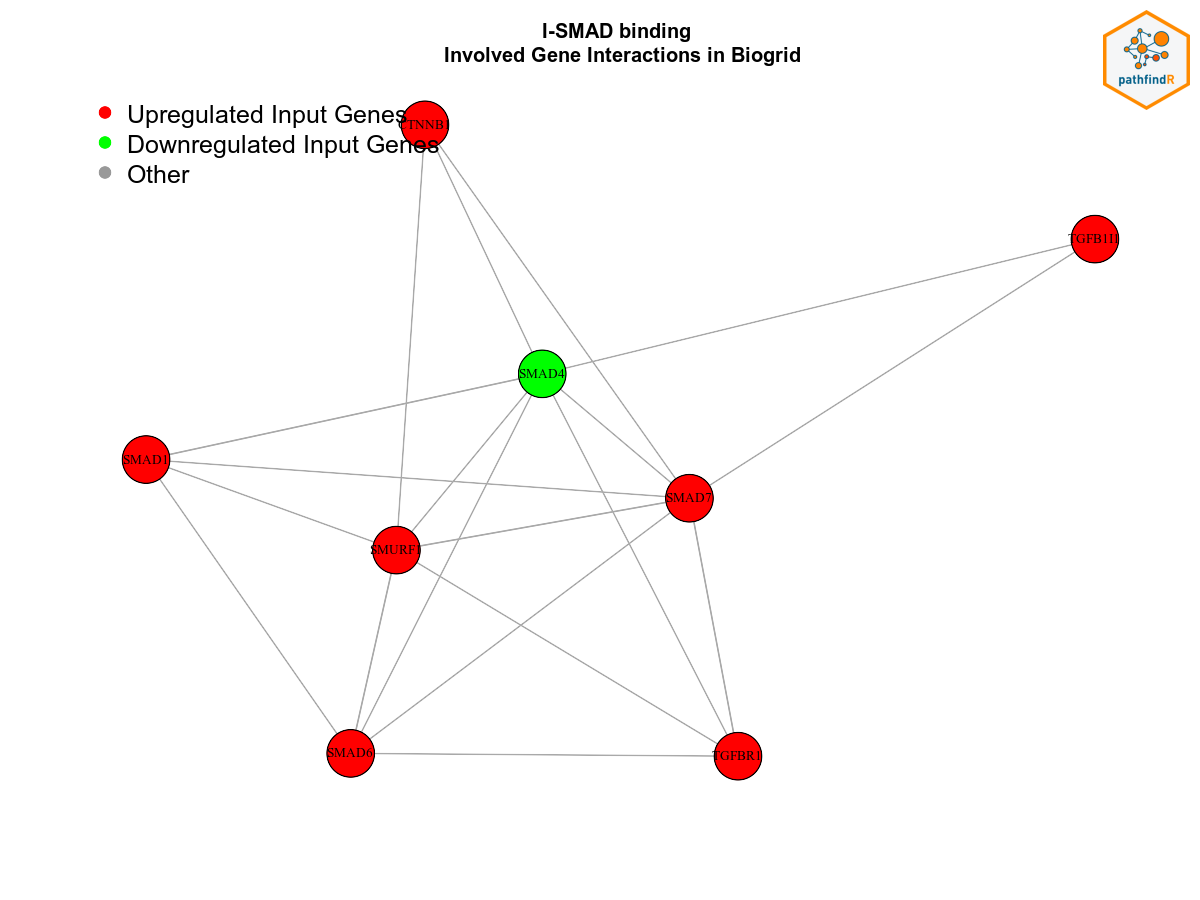 I-SMAD binding
Involved Gene Interactions in Biogrid
pathfindR
Upregulated Input Genes
Downregulated Input Genes
Other
CTNNB1
TGFB1I1
SMAD4
SMAD1
SMAD7
SMURF1
SMAD6
TGFBR1